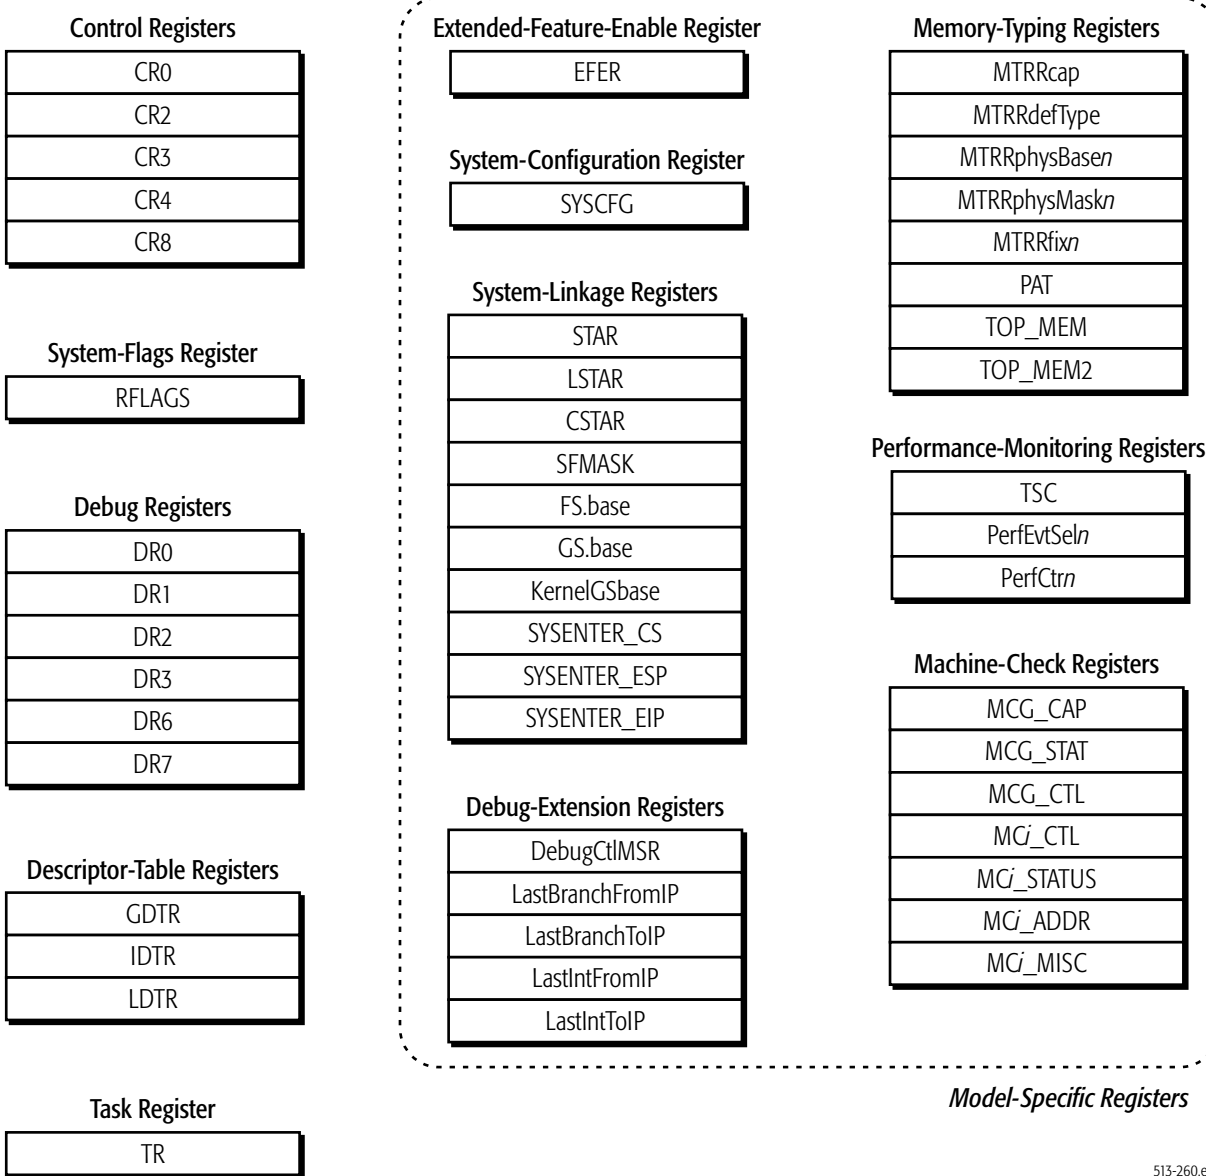 Control Registers
CR0
CR2
CR3
CR4
CR8
System-Flags Register
RFLAGS
Debug Registers
DR0
DR1
DR2
DR3
DR6
DR7
Descriptor-Table Registers
GDTR
IDTR
LDTR
Task Register
TR
Extended-Feature-Enable Register
EFER
System-Configuration Register
SYSCFG
System-Linkage Registers
STAR
LSTAR
CSTAR
SFMASK
FS.base
GS.base
KernelGSbase
SYSENTER_CS
SYSENTER_ESP
SYSENTER_EIP
Debug-Extension Registers
DebugCtlMSR
LastBranchFromIP
LastBranchToIP
LastIntFromIP
LastIntToIP
Memory-Typing Registers
MTRRcap
MTRRdefType
MTRRphysBasen
MTRRphysMaskn
MTRRfixn
PAT
TOP_MEM
TOP_MEM2
Performance-Monitoring Registers
TSC
PerfEvtSeln
PerfCtrn
Machine-Check Registers
MCG_CAP
MCG_STAT
MCG_CTL
MCi_CTL
MCi_STATUS
MCi_ADDR
MCi_MISC
Model-Specific Registers
513-260.e